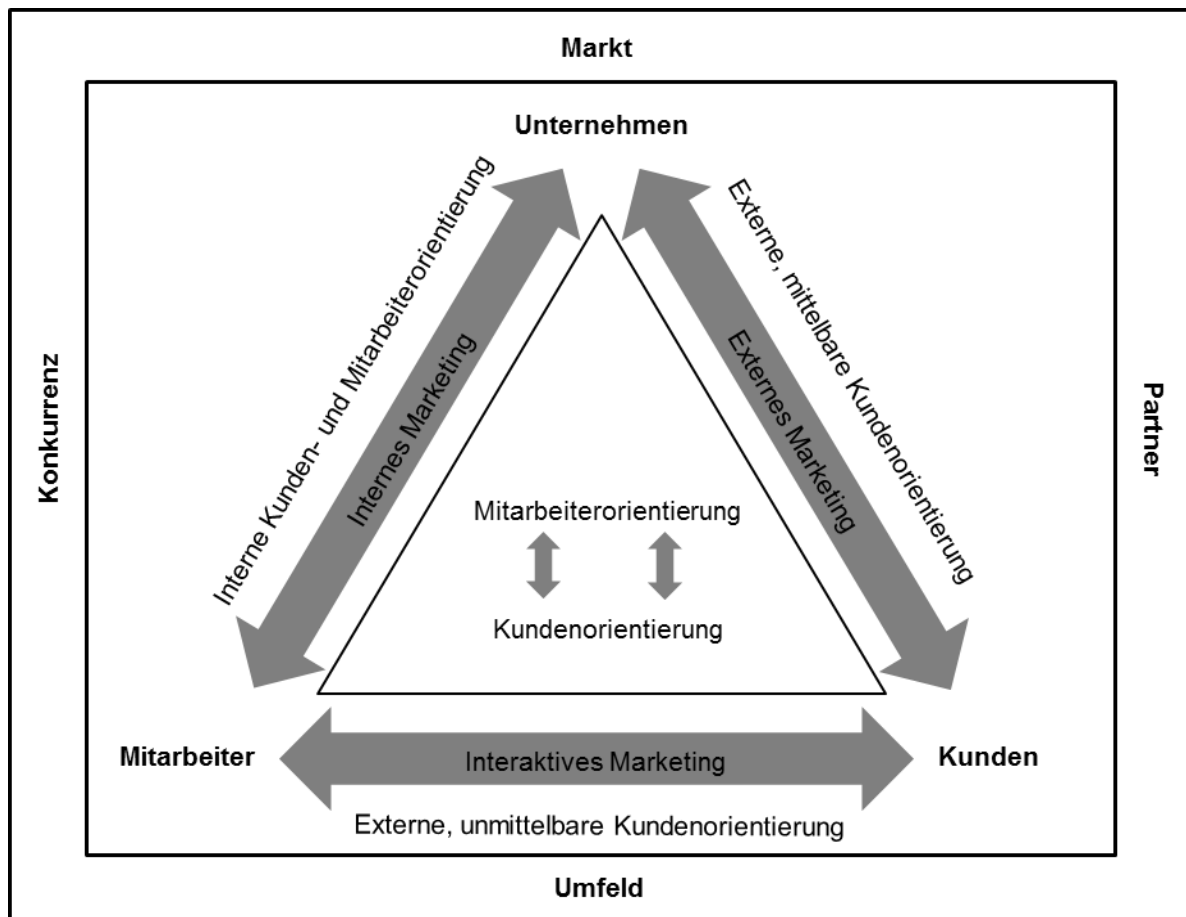 Markt
Unternehmen
Interne Kunden- und Mitarbeiterorientierung
Internes Marketing
Externes Marketing
Externe, mittelbare Kundenorientierung
Konkurrenz
Partner
Mitarbeiterorientierung
Kundenorientierung
Mitarbeiter
Interaktives Marketing
Kunden
Externe, unmittelbare Kundenorientierung
Umfeld